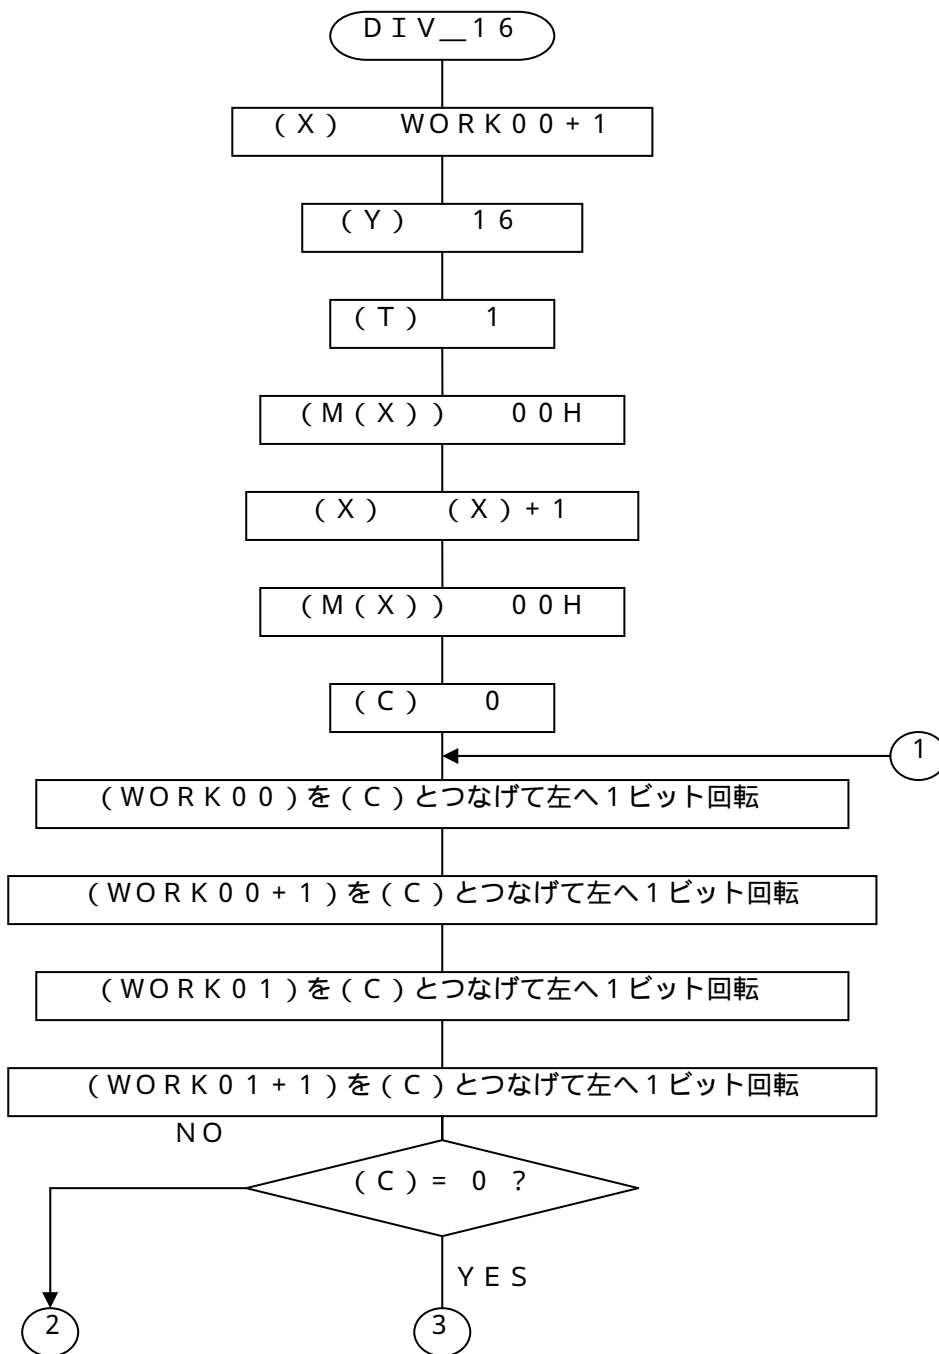 DIV＿16
(X)　WORK00+1
(Y)　16
(T)　1
(M(X))　00H
(X)　(X)+1
(M(X))　00H
(C)　0
1
(WORK00)を(C)とつなげて左へ1ビット回転
(WORK00+1)を(C)とつなげて左へ1ビット回転
(WORK01)を(C)とつなげて左へ1ビット回転
(WORK01+1)を(C)とつなげて左へ1ビット回転
NO
(C)= 0 ?
YES
2
3